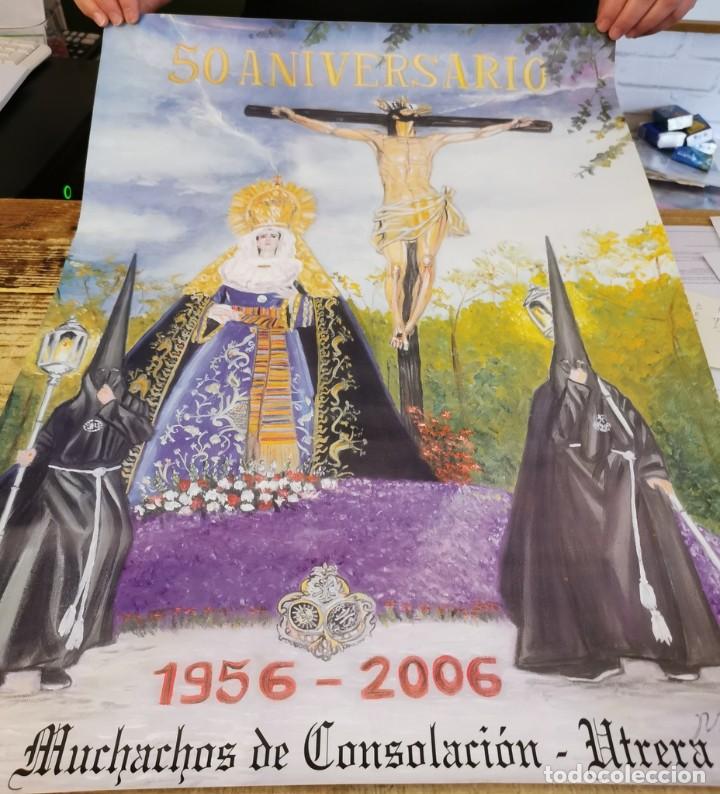 50 ANIVERSARIO
1956 - 2006
Muchachos de Consolación - Utrera
todocoleccion